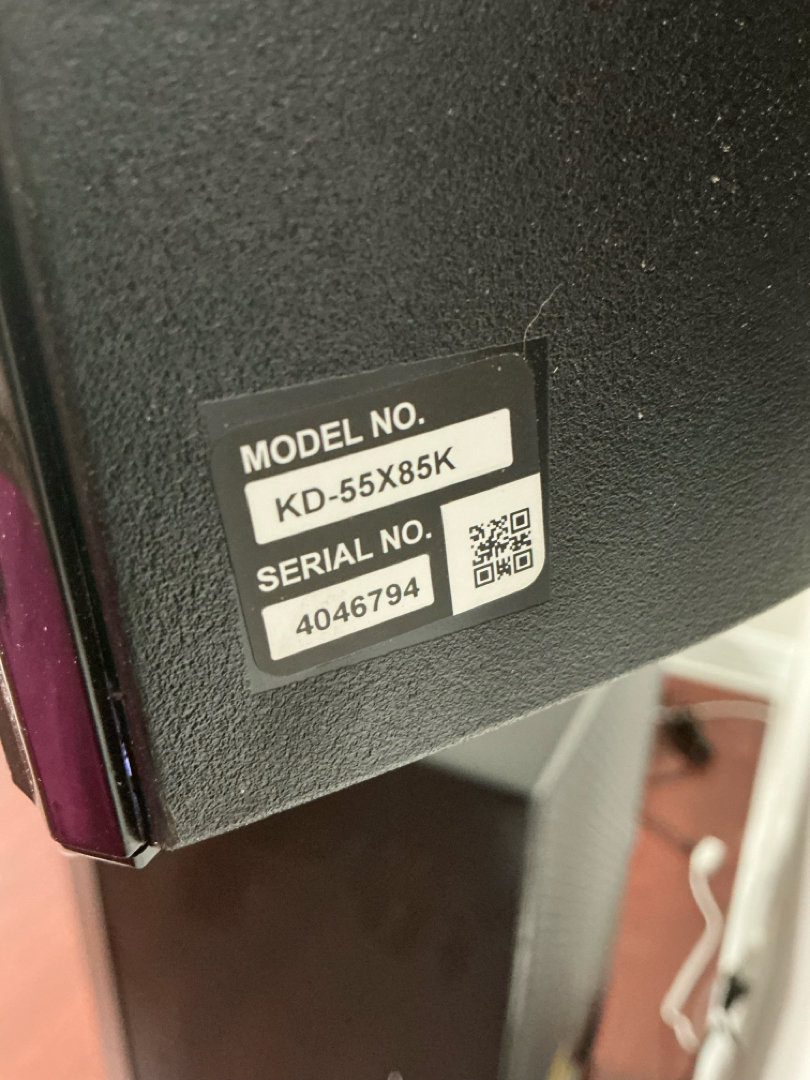 MODEL NO.
KD-55X85K
SERIAL NO.
4046794